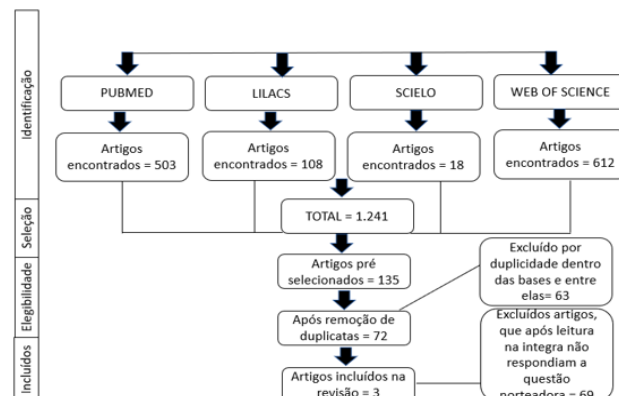 Identificação
PUBMED
LILACS
SCIELO
WEB OF SCIENCE
Artigos
encontrados = 503
Artigos
encontrados = 108
Artigos
encontrados = 18
Artigos
encontrados = 612
Seleção
TOTAL = 1.241
Elegibilidade
Artigos pré
selecionados = 135
Excluído por
duplicidade dentro
das bases e entre
elas= 63
Após remoção de
duplicatas = 72
Incluídos
Artigos incluídos na
revisão = 3
Excluídos artigos,
que após leitura
na integra não
respondiam a
questão
norteadora = 69